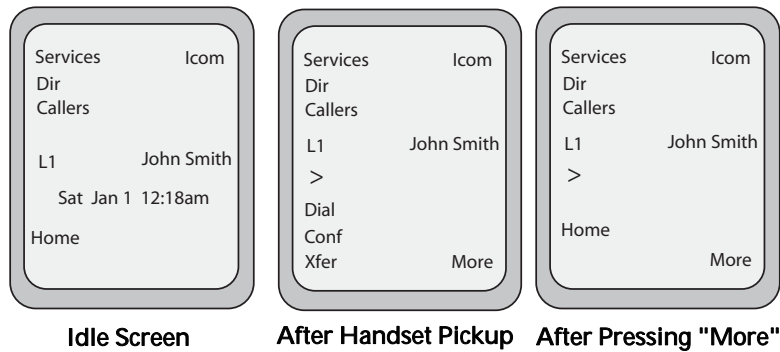 Services Icom
Dir
Callers
L1 John Smith
Sat Jan 1 12:18am
Home
Idle Screen
Services Icom
Dir
Callers
L1 John Smith
>
Dial
Conf
Xfer More
After Handset Pickup
Services Icom
Dir
Callers
L1 John Smith
>
Home
More
After Pressing "More"